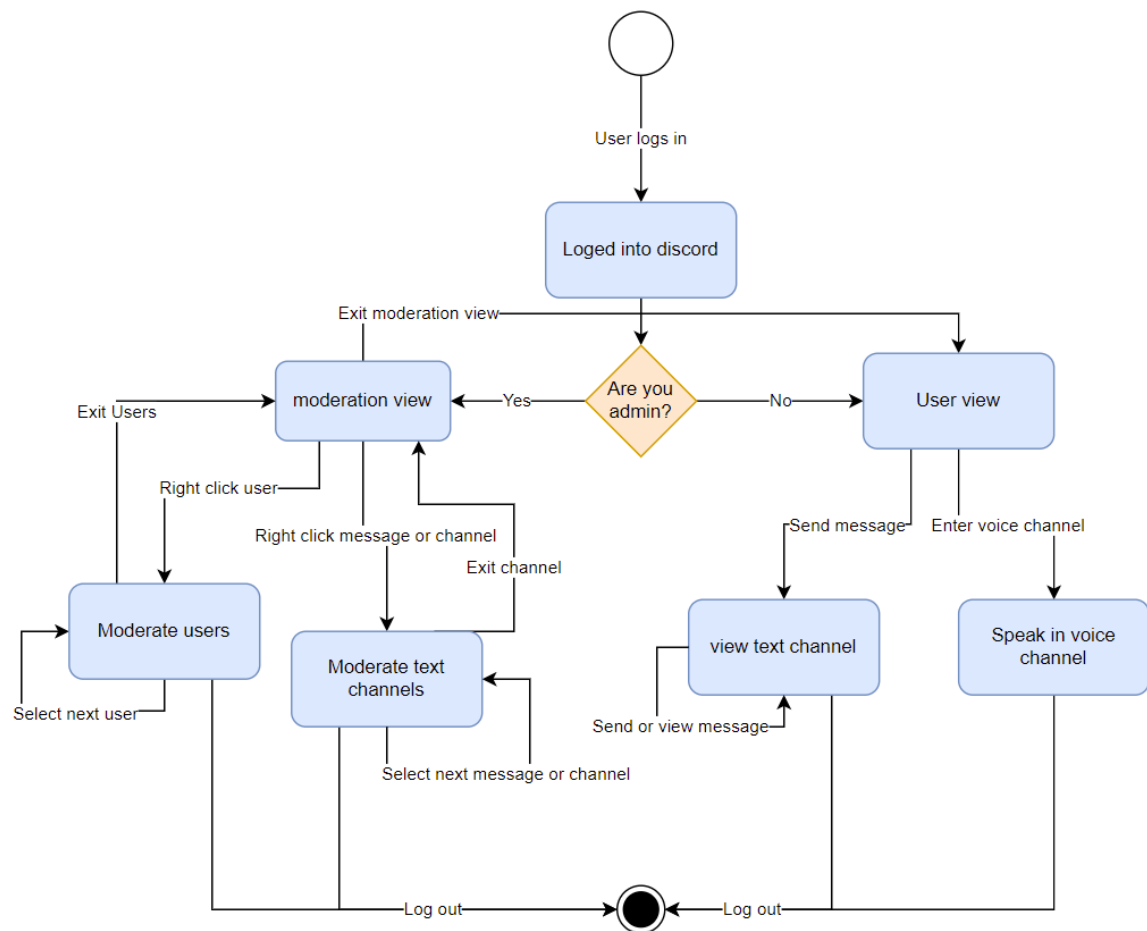 User logs in
Loged into discord
Exit moderation view
Are you
admin?
moderation view
Yes
No
User view
Exit Users
Right click user
Right click message or channel
Exit channel
Send message
Enter voice channel
Moderate users
Moderate text
channels
view text channel
Speak in voice
channel
Select next user
Send or view message
Select next message or channel
Log out
Log out